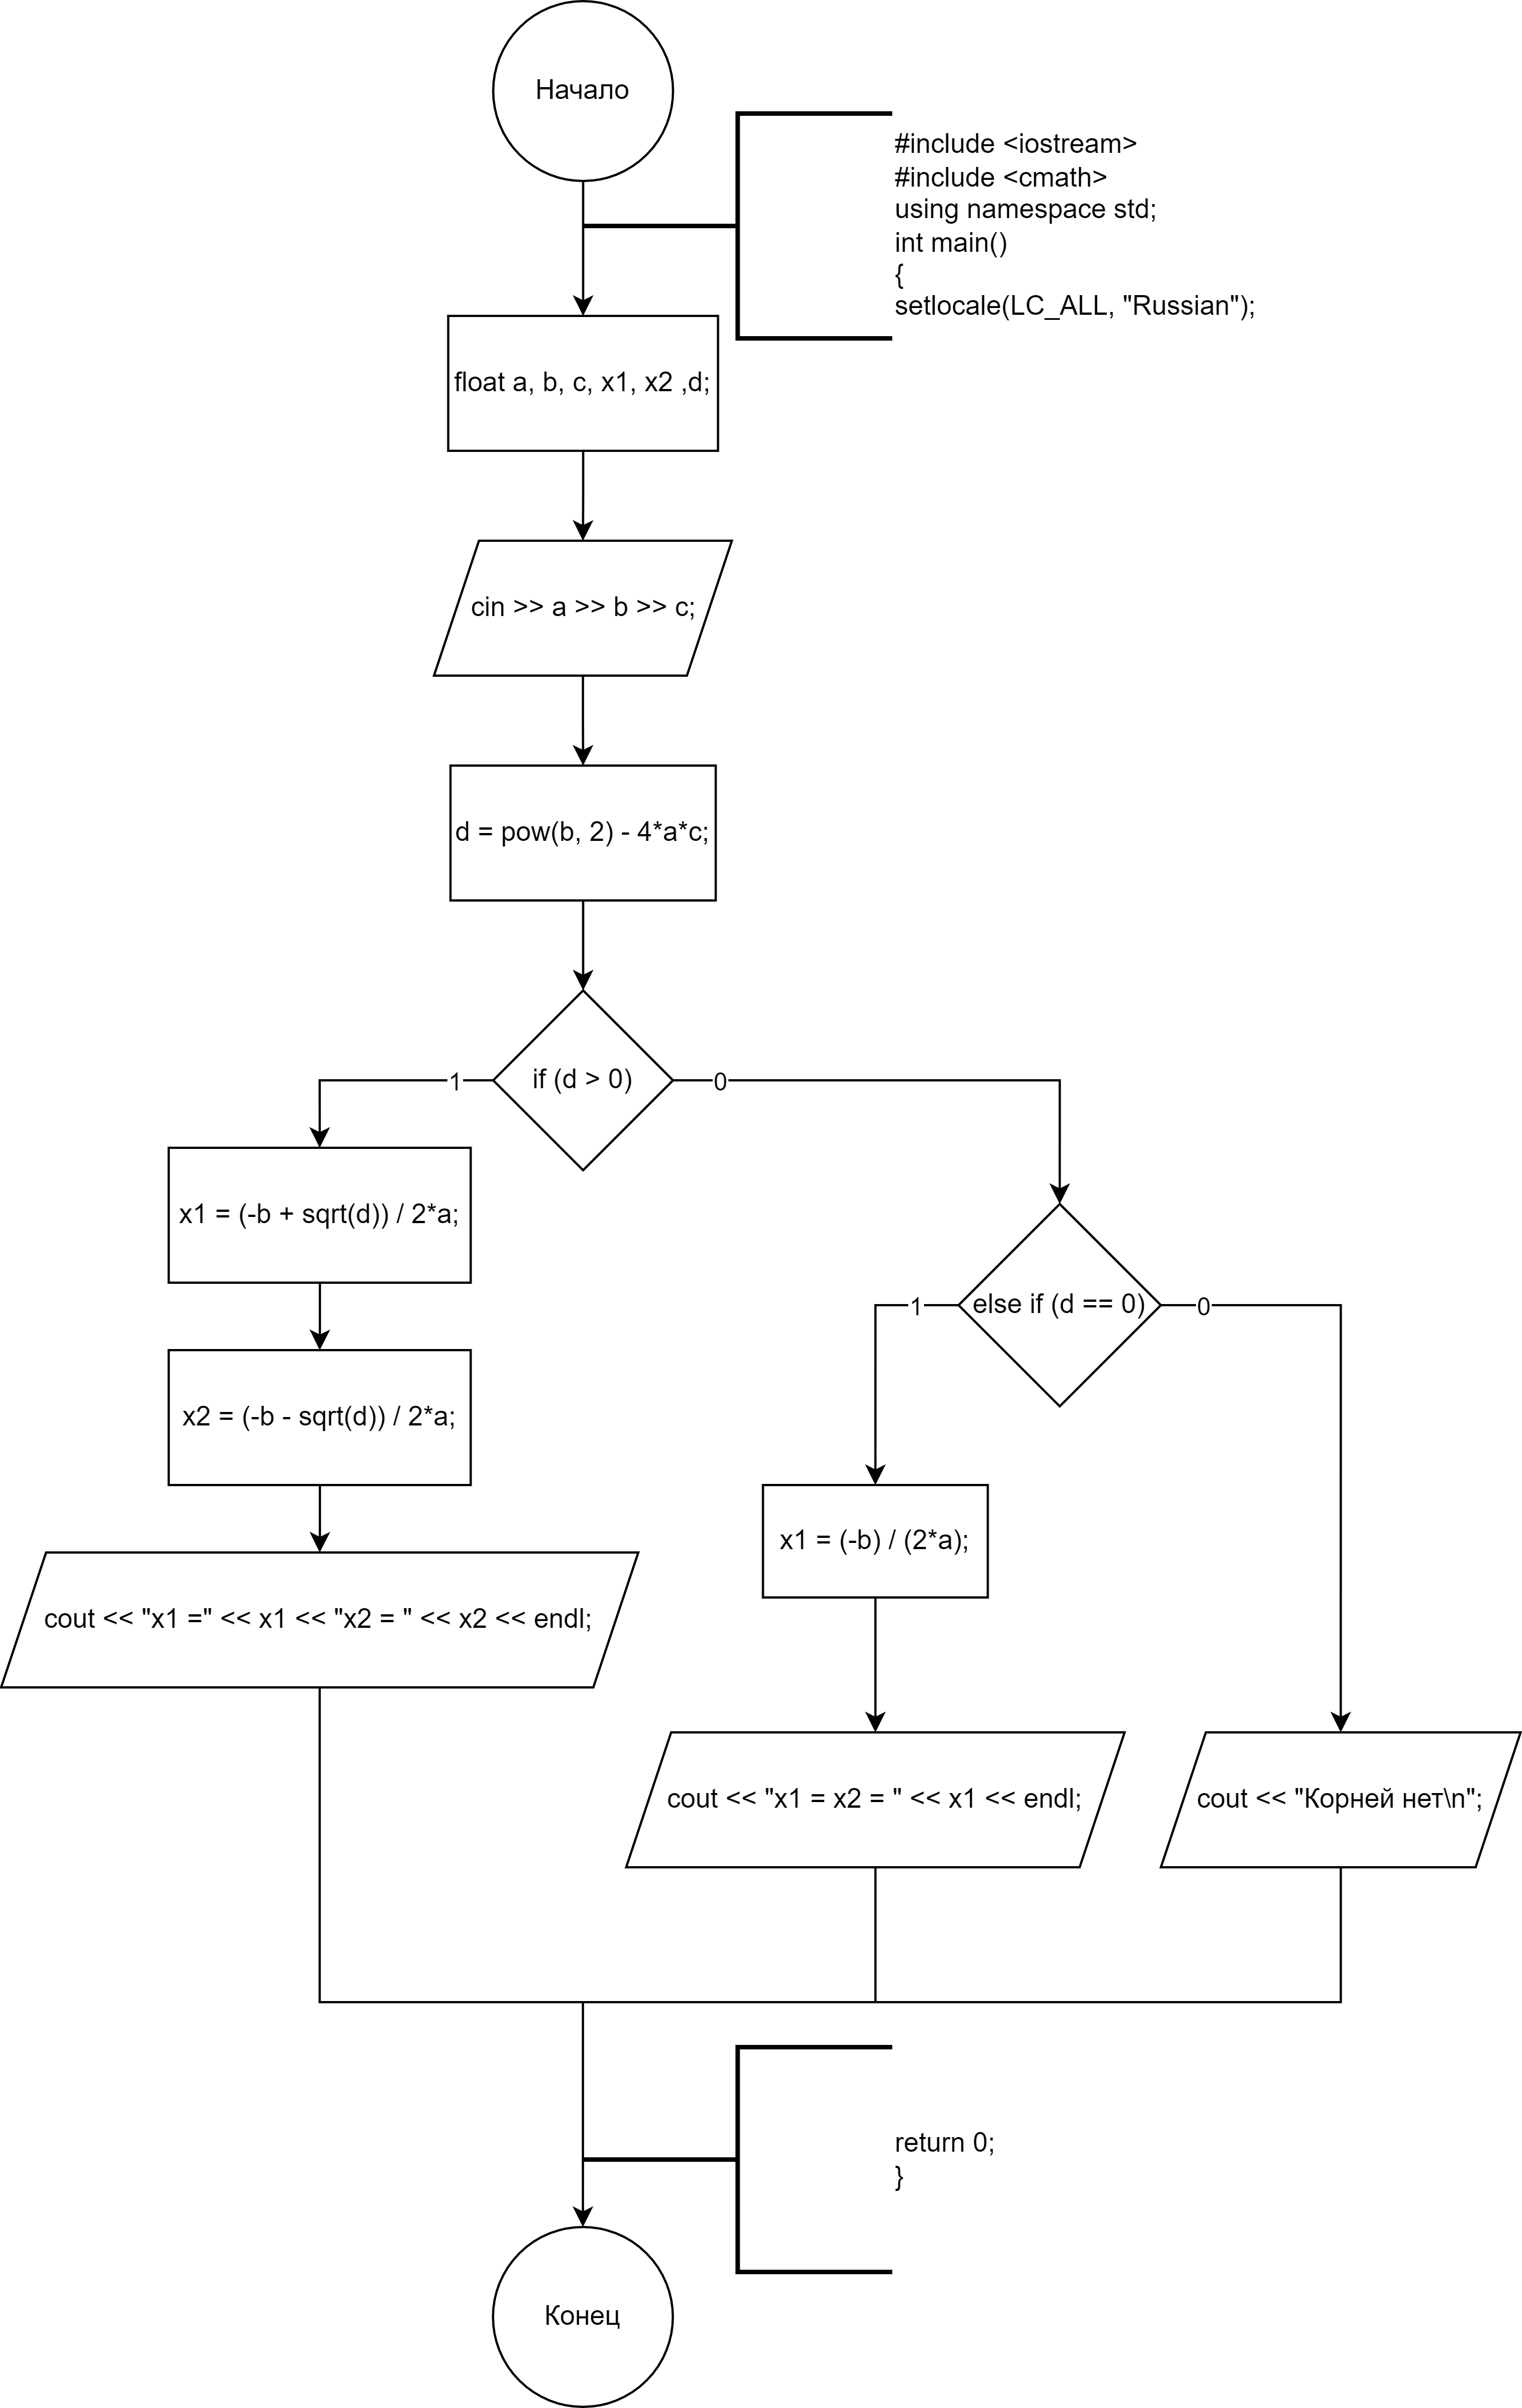 Начало
#include <iostream>
#include <cmath>
using namespace std;
int main()
{
setlocale(LC_ALL, "Russian");
float a, b, c, x1, x2 ,d;
cin >> a >> b >> c;
d = pow(b, 2) - 4*a*c;
if (d > 0)
1
0
x1 = (-b + sqrt(d)) / 2*a;
x2 = (-b - sqrt(d)) / 2*a;
cout << "x1 =" << x1 << "x2 = " << x2 << endl;
else if (d == 0)
1
0
x1 = (-b) / (2*a);
cout << "x1 = x2 = " << x1 << endl;
cout << "Корней нет\n";
return 0;
}
Конец